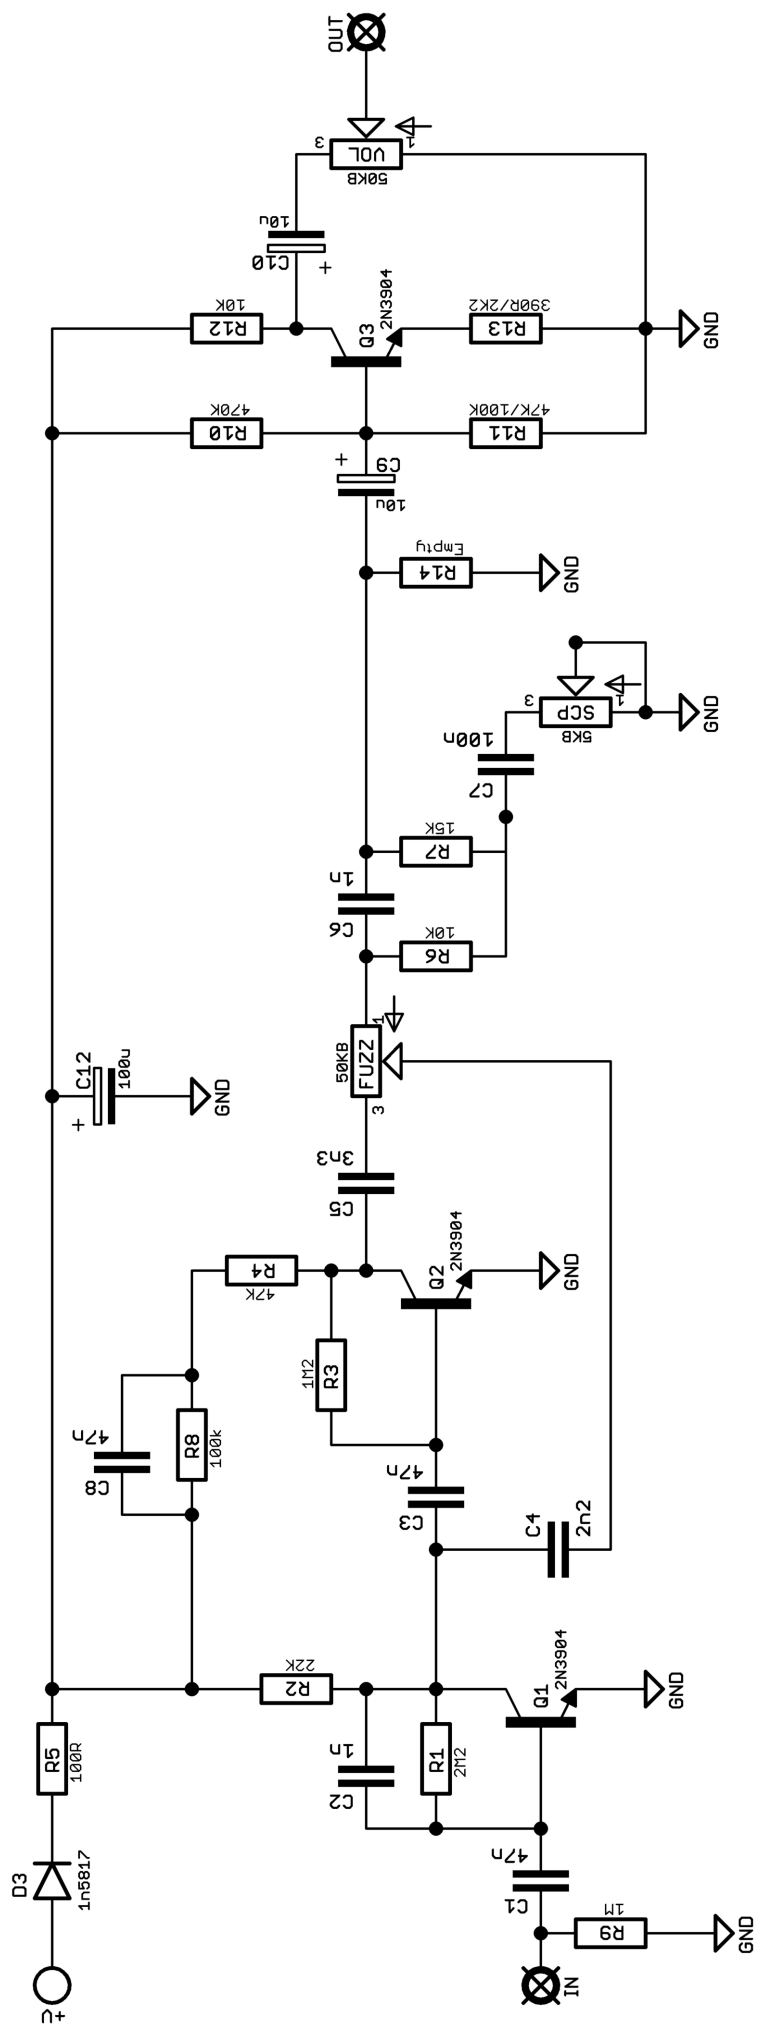 OUT
3
VOL
1
50KB
10u
C10
+
10K
R12
Q3
2N3904
390R/2K2
R13
GND
470K
R10
47K/100K
R11
+
C9
10u
Empty
R14
GND
3
SCP
1
5KB
GND
100n
C7
15K
R7
1n
C6
10K
R6
50KB
FUZZ
1
3
C12
100u
+
GND
3n3
C5
R4
47K
Q2
2N3904
GND
1M2
R3
47n
C8
R8
100k
47n
C3
C4
2n2
22K
R2
Q1
2N3904
GND
R5
100R
1n
C2
R1
2M2
D3
1n5817
47n
C1
1M
R9
GND
V+
IN